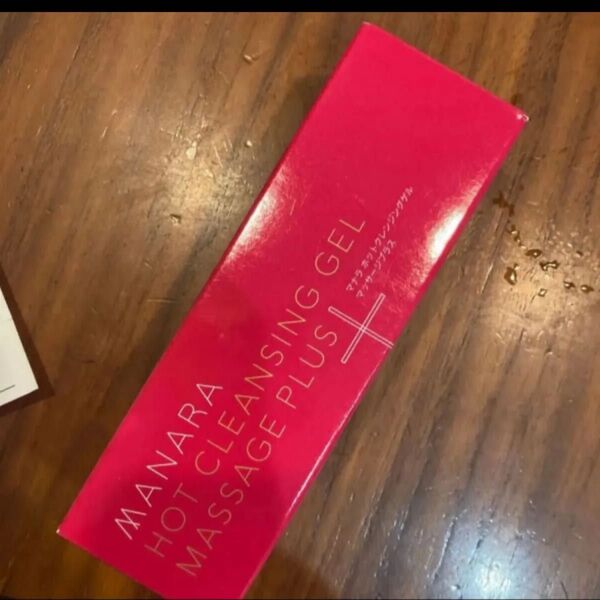 MANARA
HOT CLEANSING GEL
MASSAGE PLUS
マナラ ホットクレンジングゲル
マッサージプラス